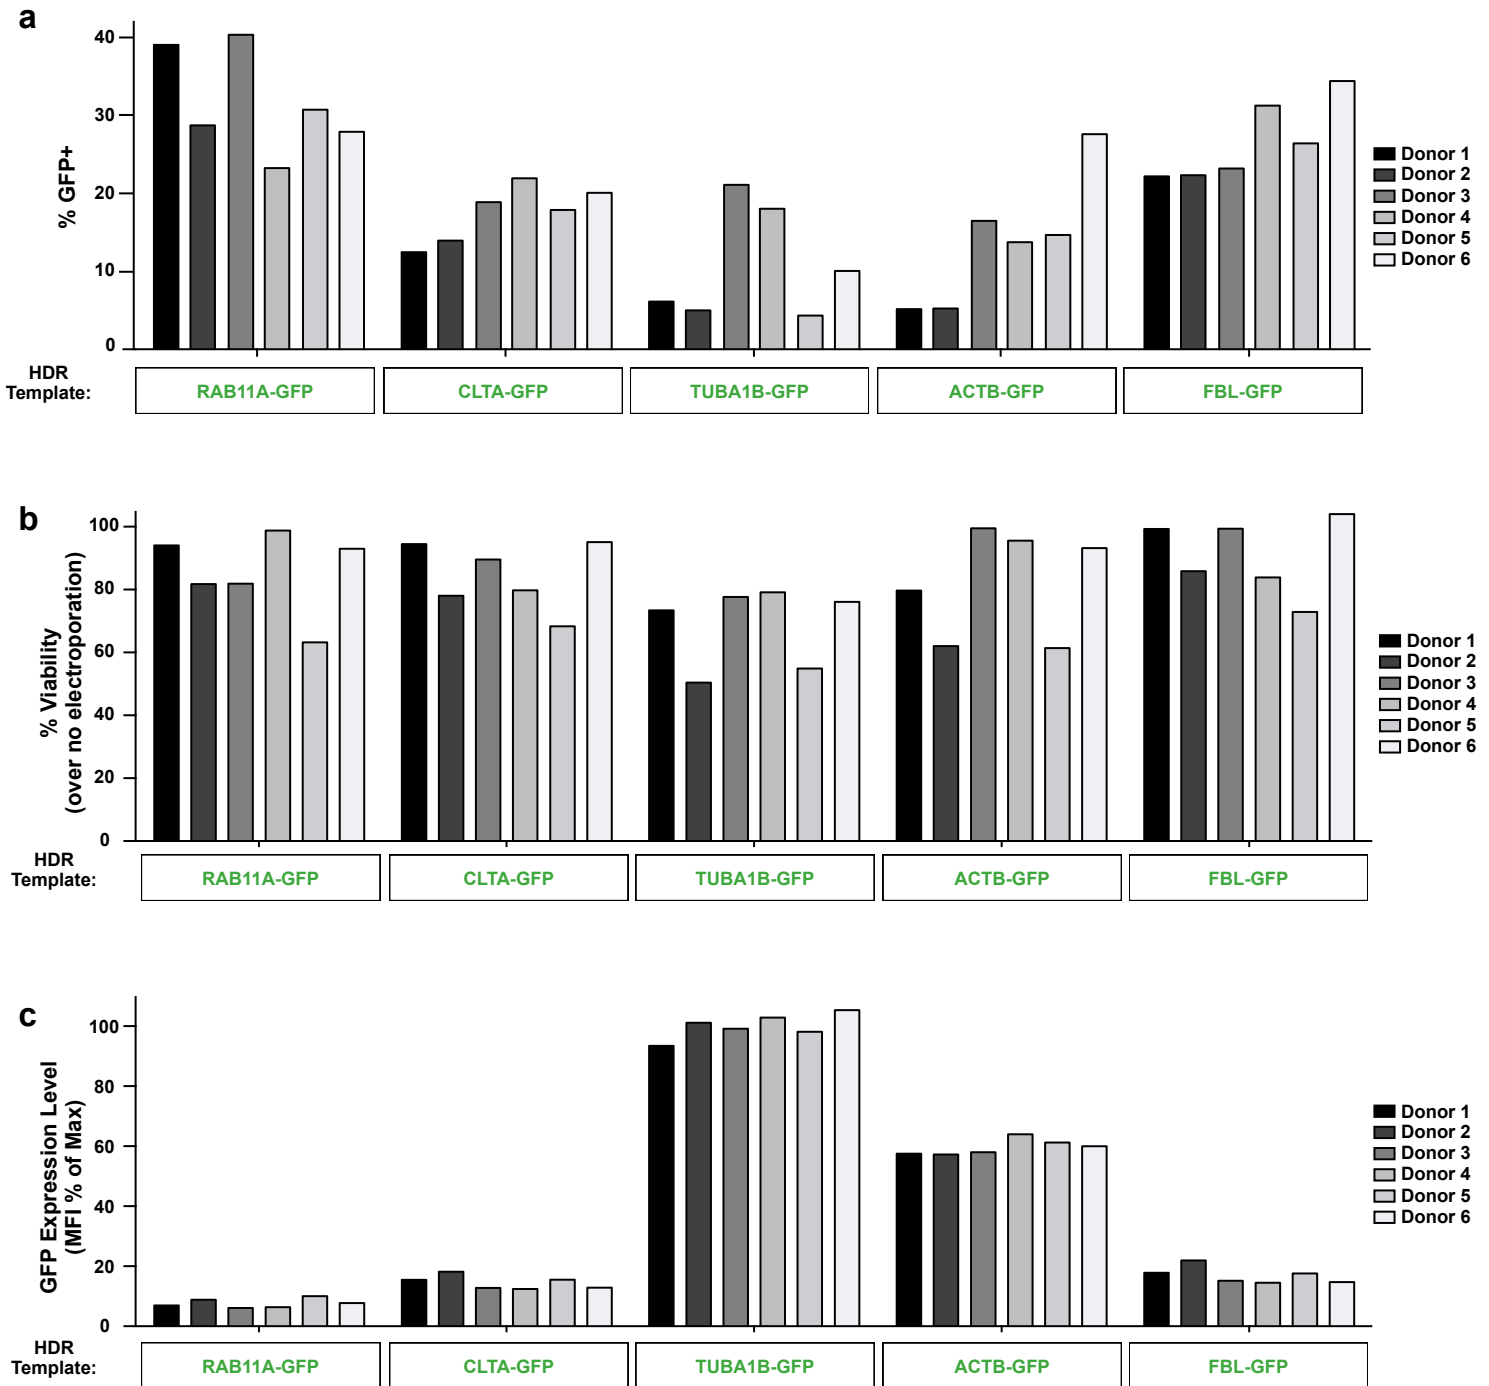 a
% GFP+
40
30
20
10
0
Donor 1
Donor 2
Donor 3
Donor 4
Donor 5
Donor 6
HDR
Template:
RAB11A-GFP
CLTA-GFP
TUBA1B-GFP
ACTB-GFP
FBL-GFP
b
% Viability
(over no electroporation)
100
80
60
40
20
0
Donor 1
Donor 2
Donor 3
Donor 4
Donor 5
Donor 6
HDR
Template:
RAB11A-GFP
CLTA-GFP
TUBA1B-GFP
ACTB-GFP
FBL-GFP
c
GFP Expression Level
(MFI % of Max)
100
80
60
40
20
0
Donor 1
Donor 2
Donor 3
Donor 4
Donor 5
Donor 6
HDR
Template:
RAB11A-GFP
CLTA-GFP
TUBA1B-GFP
ACTB-GFP
FBL-GFP